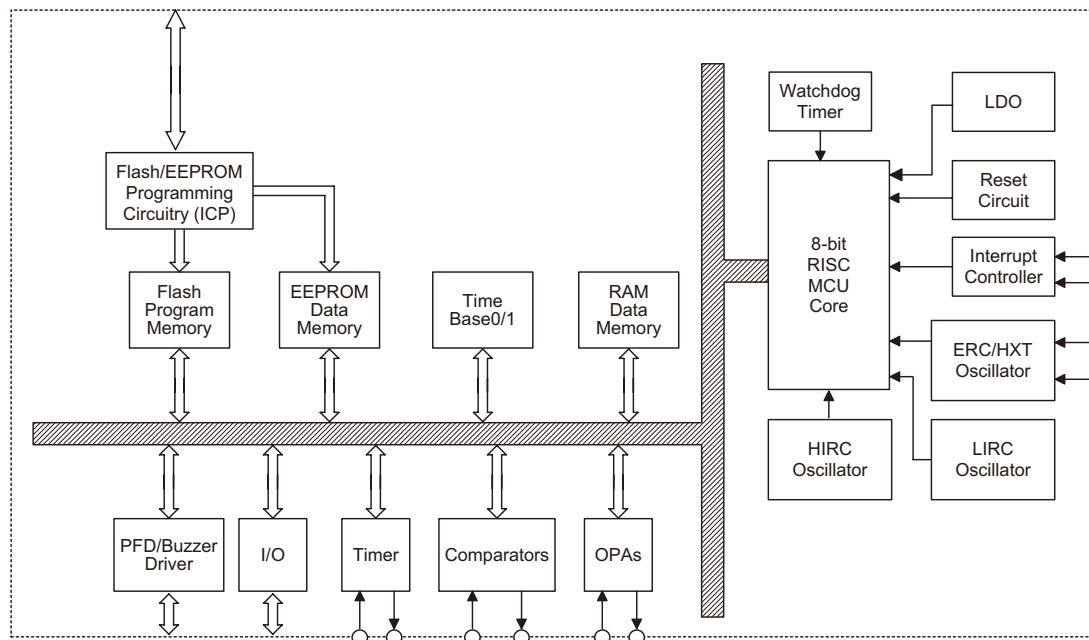 Watchdog
Timer
LDO
Flash/EEPROM
Programming
Circuitry (ICP)
Reset
Circuit
8-bit
RISC
MCU
Core
Interrupt
Controller
Flash
Program
Memory
EEPROM
Data
Memory
Time
Base0/1
RAM
Data
Memory
ERC/HXT
Oscillator
HIRC
Oscillator
LIRC
Oscillator
PFD/Buzzer
Driver
I/O
Timer
Comparators
OPAs